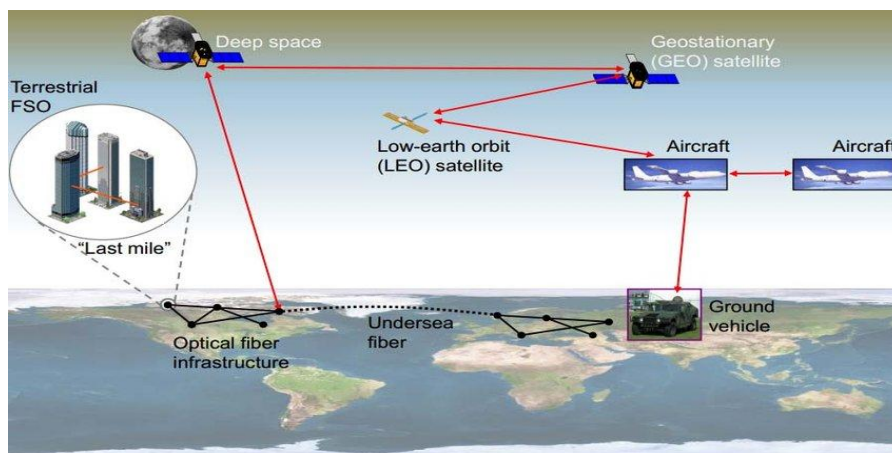 Deep space
Geostationary
(GEO) satellite
Terrestrial
FSO
Low-earth orbit
(LEO) satellite
Aircraft
Aircraft
“Last mile”
Ground
vehicle
Undersea
fiber
Optical fiber
infrastructure